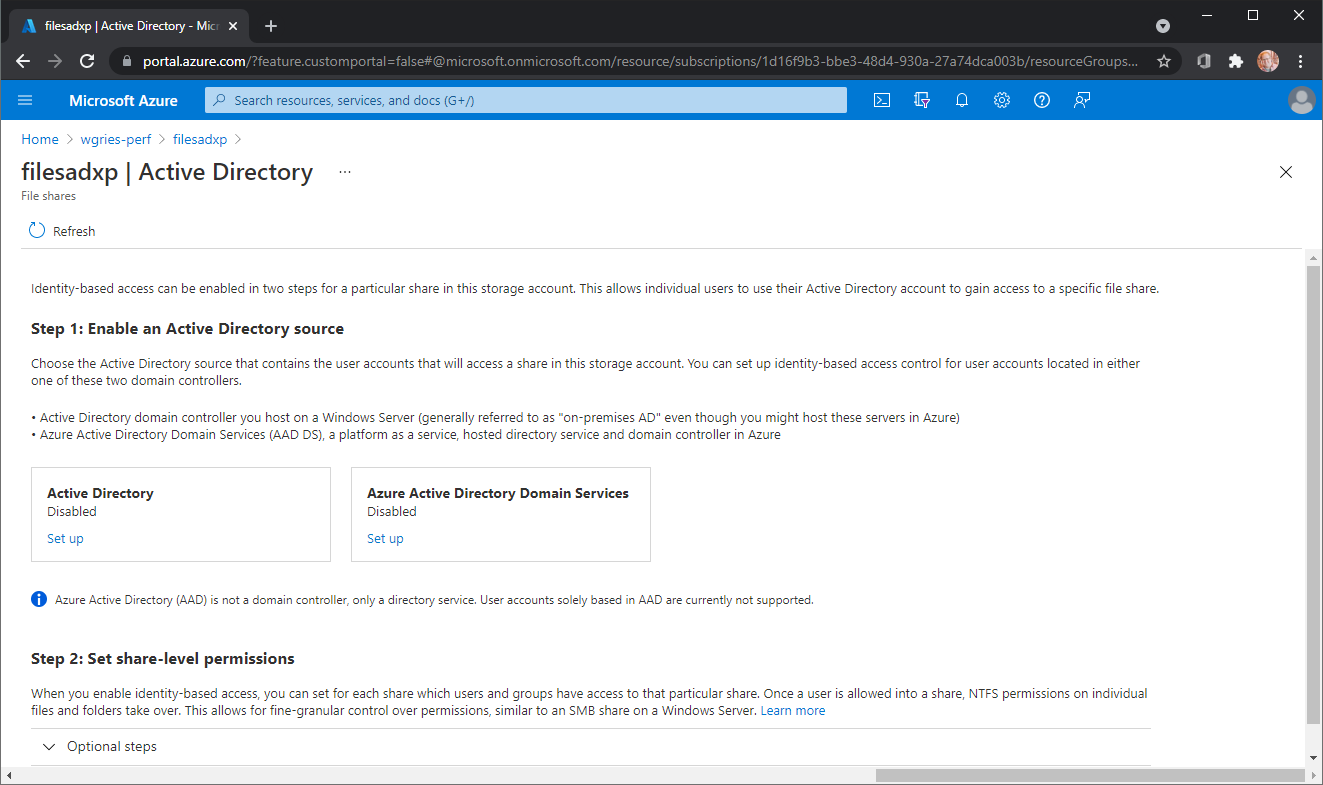 filesadxp | Active Directory - Micr
portal.azure.com/?feature.customportal=false#@microsoft.onmicrosoft.com/resource/subscriptions/1d16f9b3-bbe3-48d4-930a-27a74dca003b/resourceGroups...
Microsoft Azure
Search resources, services, and docs (G+/)
Home > wgries-perf > filesadxp >
filesadxp | Active Directory ...
File shares
Refresh
Identity-based access can be enabled in two steps for a particular share in this storage account. This allows individual users to use their Active Directory account to gain access to a specific file share.
Step 1: Enable an Active Directory source
Choose the Active Directory source that contains the user accounts that will access a share in this storage account. You can set up identity-based access control for user accounts located in either
one of these two domain controllers.
• Active Directory domain controller you host on a Windows Server (generally referred to as "on-premises AD" even though you might host these servers in Azure)
• Azure Active Directory Domain Services (AAD DS), a platform as a service, hosted directory service and domain controller in Azure
Active Directory
Disabled
Set up
Azure Active Directory Domain Services
Disabled
Set up
Azure Active Directory (AAD) is not a domain controller, only a directory service. User accounts solely based in AAD are currently not supported.
Step 2: Set share-level permissions
When you enable identity-based access, you can set for each share which users and groups have access to that particular share. Once a user is allowed into a share, NTFS permissions on individual
files and folders take over. This allows for fine-granular control over permissions, similar to an SMB share on a Windows Server. Learn more
Optional steps